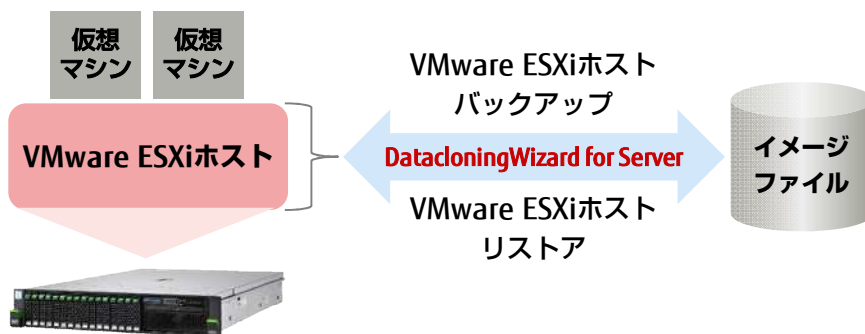 仮想
マシン
仮想
マシン
VMware ESXiホスト
VMware ESXiホスト
バックアップ
DatacloningWizard for Server
VMware ESXiホスト
リストア
イメージ
ファイル